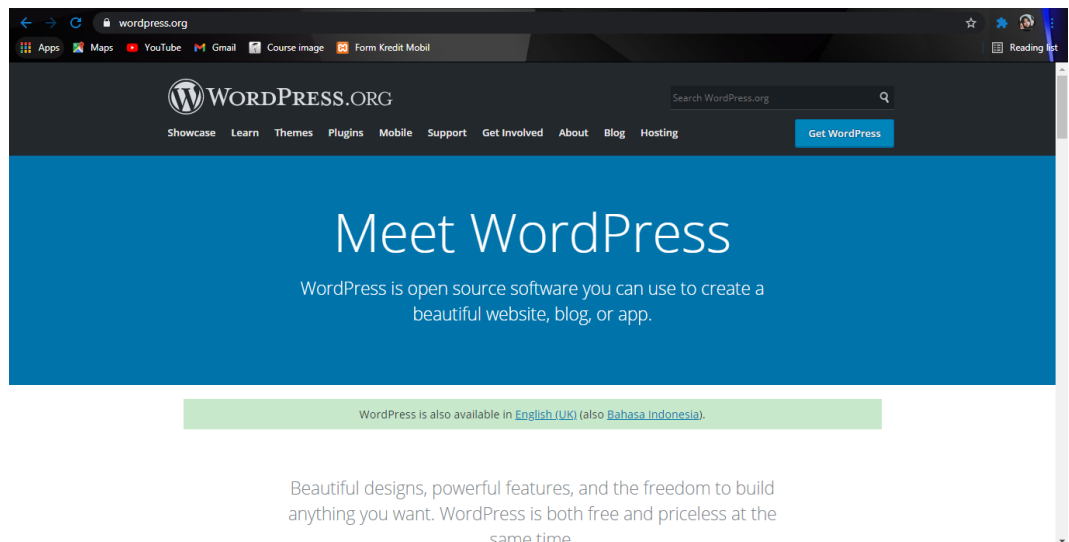 wordpress.org
Apps Maps YouTube Gmail Course image Form Kredit Mobil Reading list
WORDPRESS.ORG
Search WordPress.org
Showcase Learn Themes Plugins Mobile Support Get Involved About Blog Hosting Get WordPress
Meet WordPress
WordPress is open source software you can use to create a
beautiful website, blog, or app.
WordPress is also available in English (UK) (also Bahasa Indonesia).
Beautiful designs, powerful features, and the freedom to build
anything you want. WordPress is both free and priceless at the
same time